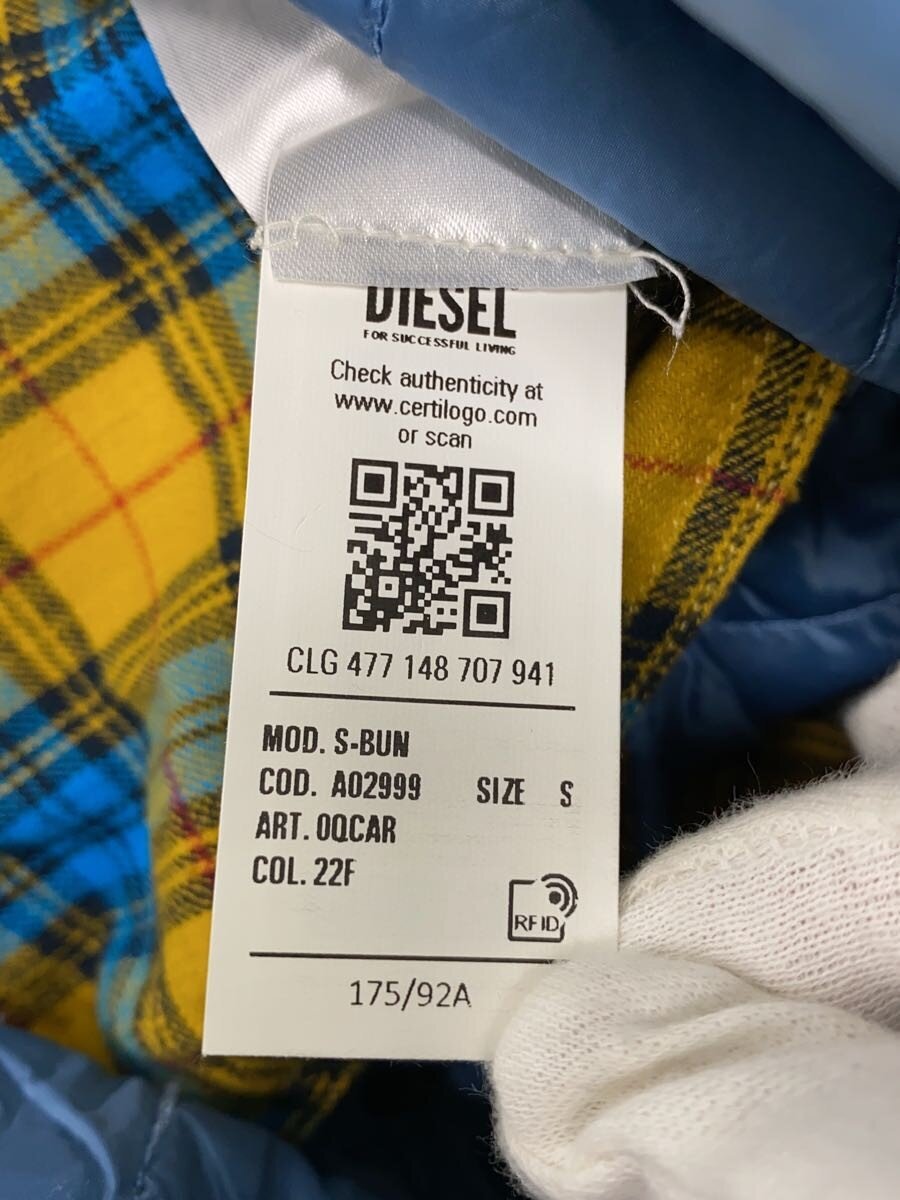 DIESEL
FOR SUCCESSFUL LIVING
Check authenticity at
www.certilogo.com
or scan
CLG 477 148 707 941
MOD. S-BUN
COD. A02999 SIZE S
ART. 0QCAR
COL. 22F
RFID
175/92A